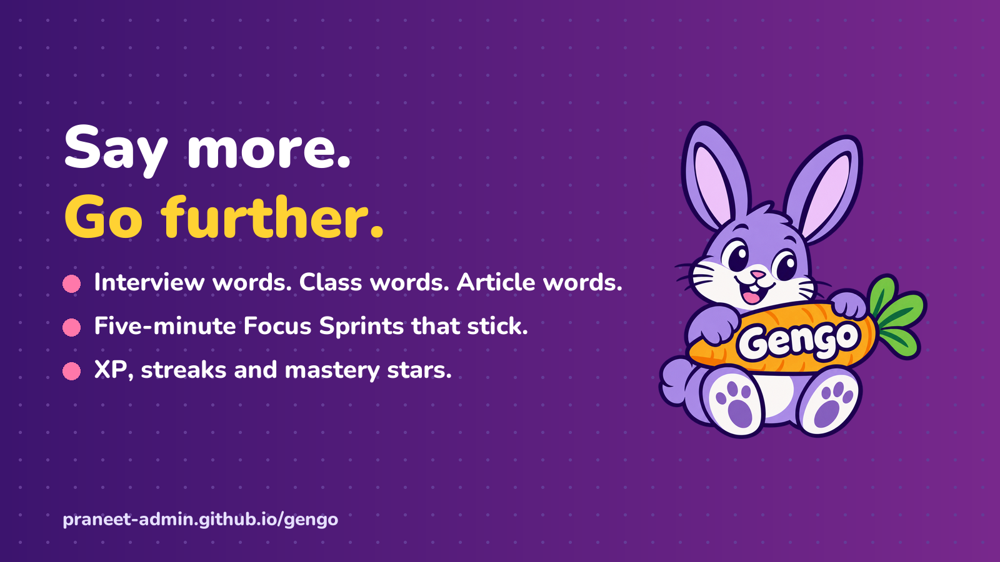 Say more.
Go further.
Interview words. Class words. Article words.
Five-minute Focus Sprints that stick.
XP, streaks and mastery stars.
Gengo
praneet-admin.github.io/gengo